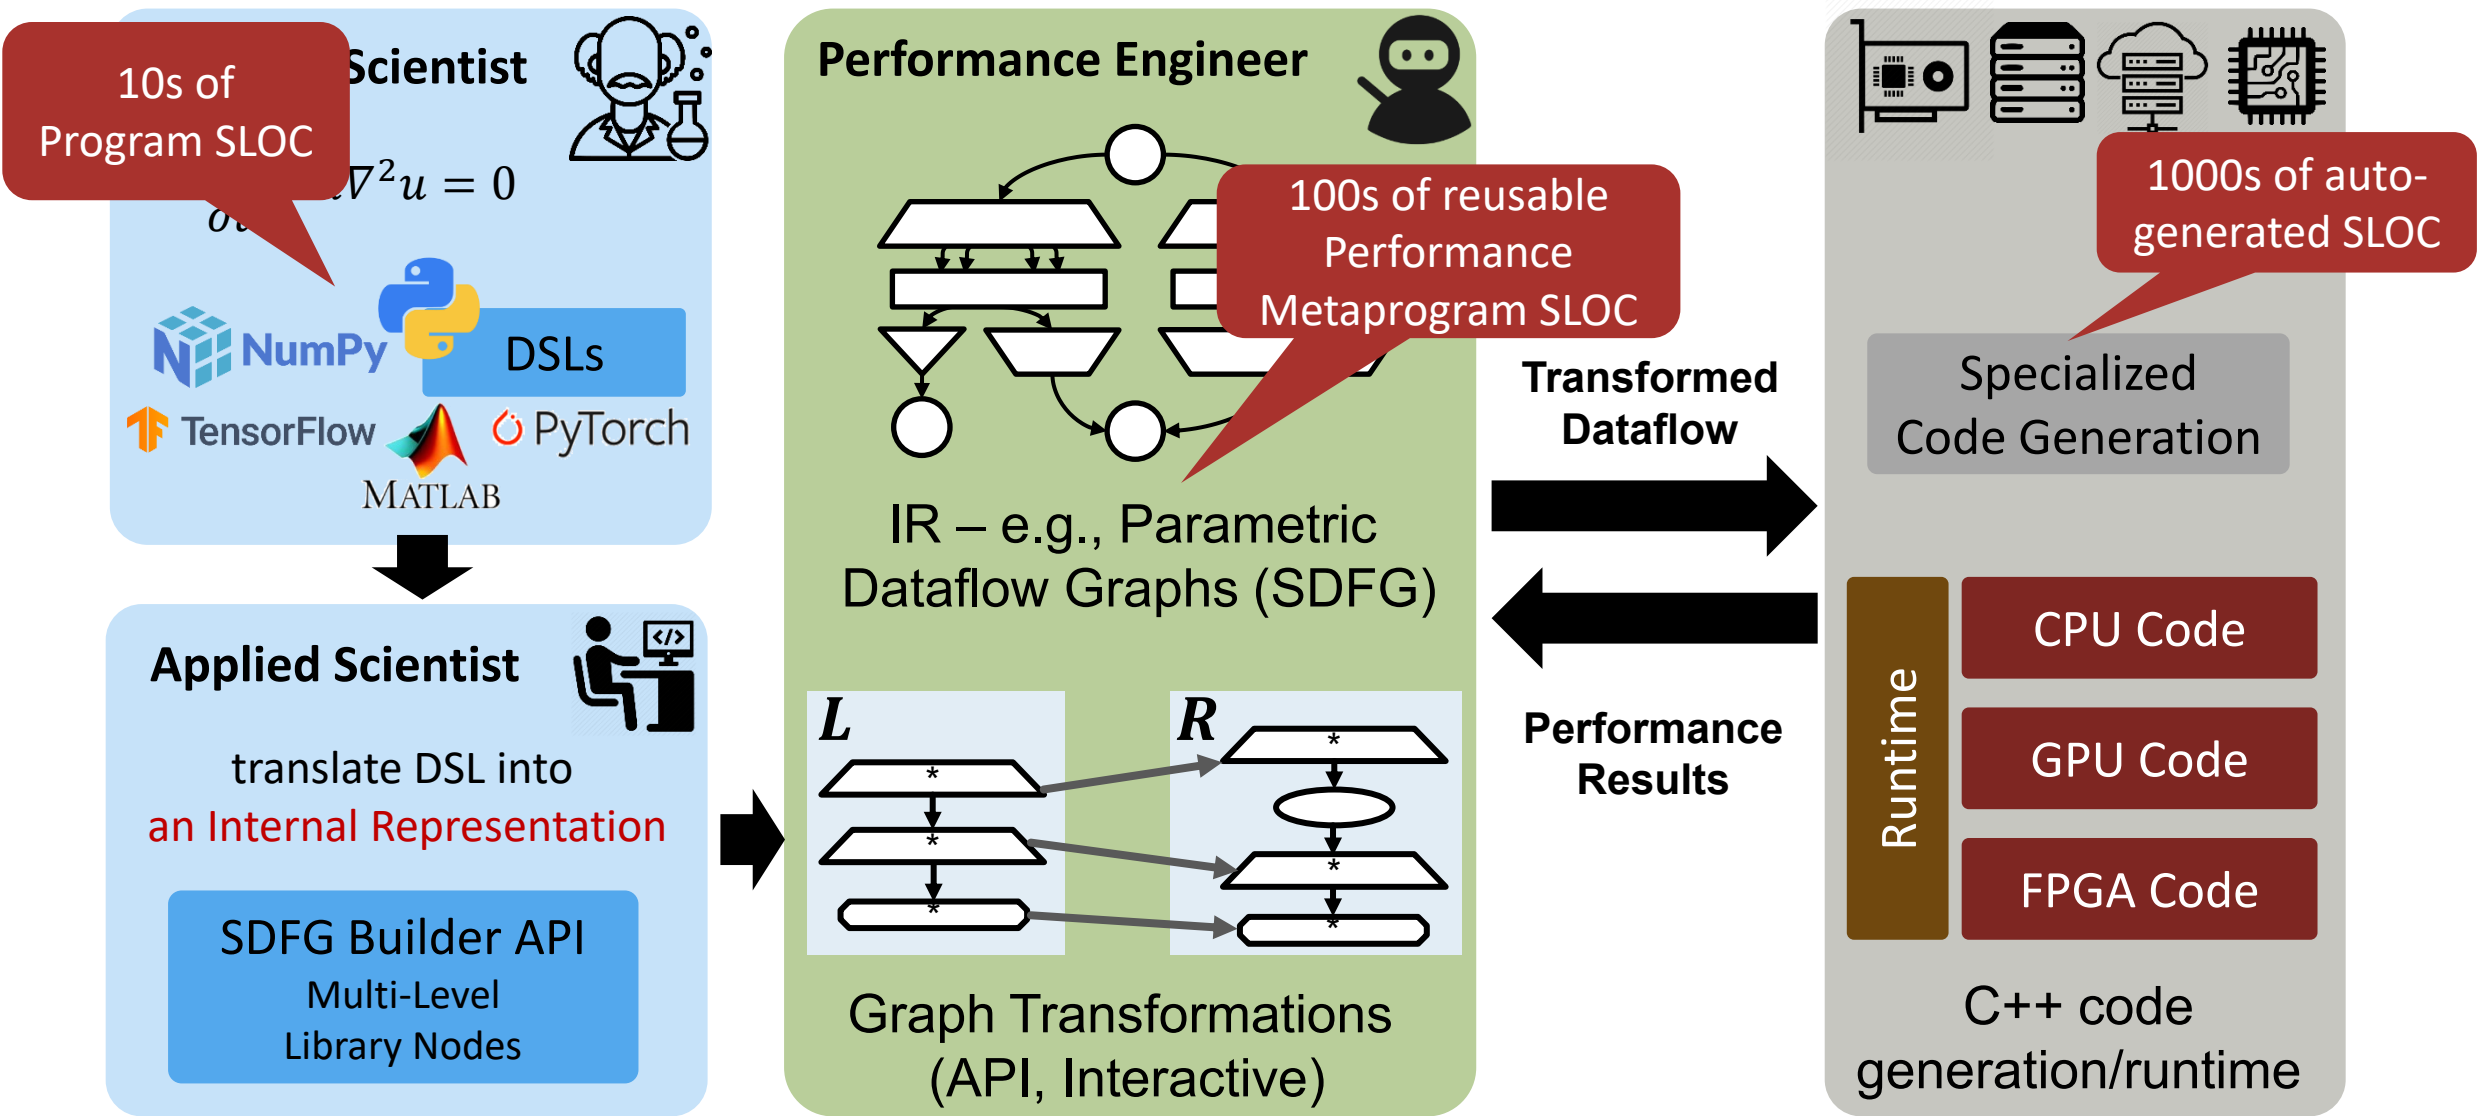 10s of
Program SLOC
Scientist
∇²u = 0
NumPy
DSLs
TensorFlow
PyTorch
MATLAB
Applied Scientist
</>
translate DSL into
an Internal Representation
SDFG Builder API
Multi-Level
Library Nodes
Performance Engineer
100s of reusable
Performance
Metaprogram SLOC
IR – e.g., Parametric
Dataflow Graphs (SDFG)
L
R
*
*
*
*
*
*
Graph Transformations
(API, Interactive)
Transformed
Dataflow
Performance
Results
1000s of auto-
generated SLOC
Specialized
Code Generation
Runtime
CPU Code
GPU Code
FPGA Code
C++ code
generation/runtime